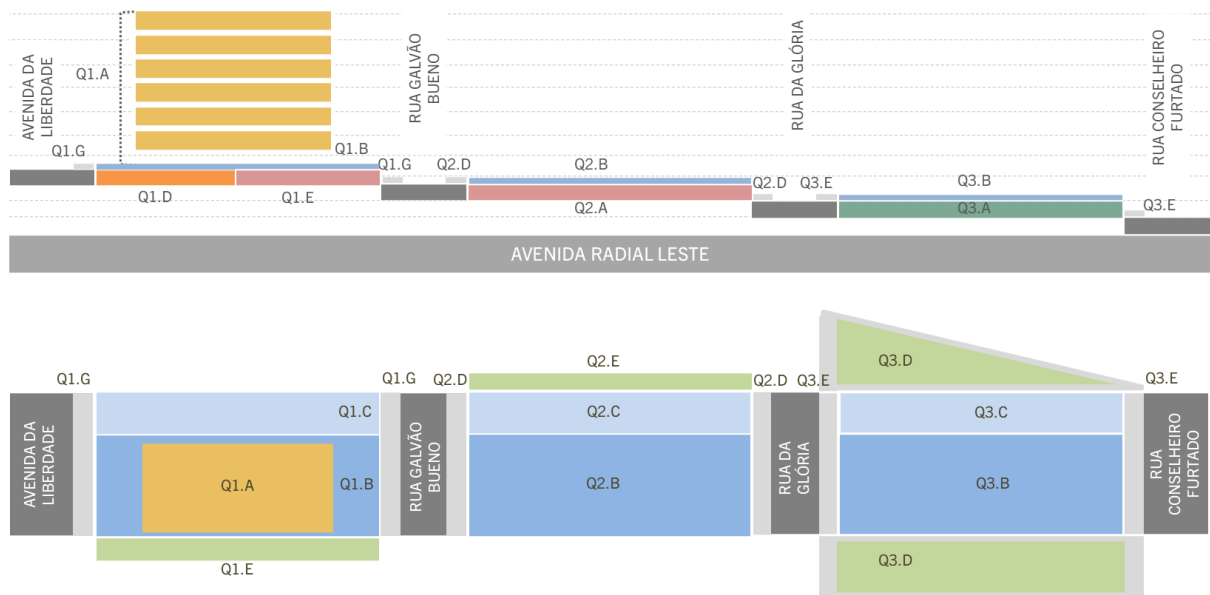 AVENIDA DA
LIBERDADE
Q1.A
RUA GALVÃO
BUENO
RUA DA GLÓRIA
RUA CONSELHEIRO
FURTADO
Q1.G
Q1.B
Q1.G
Q2.D
Q2.B
Q2.D
Q3.E
Q3.B
Q3.E
Q1.D
Q1.E
Q2.A
Q3.A
AVENIDA RADIAL LESTE
Q1.G
Q1.G
Q2.D
Q2.E
Q2.D
Q3.E
Q3.D
Q3.E
AVENIDA DA
LIBERDADE
Q1.C
Q1.A
Q1.B
RUA GALVÃO
BUENO
Q2.C
Q2.B
RUA DA
GLÓRIA
Q3.C
Q3.B
RUA
CONSELHEIRO
FURTADO
Q1.E
Q3.D